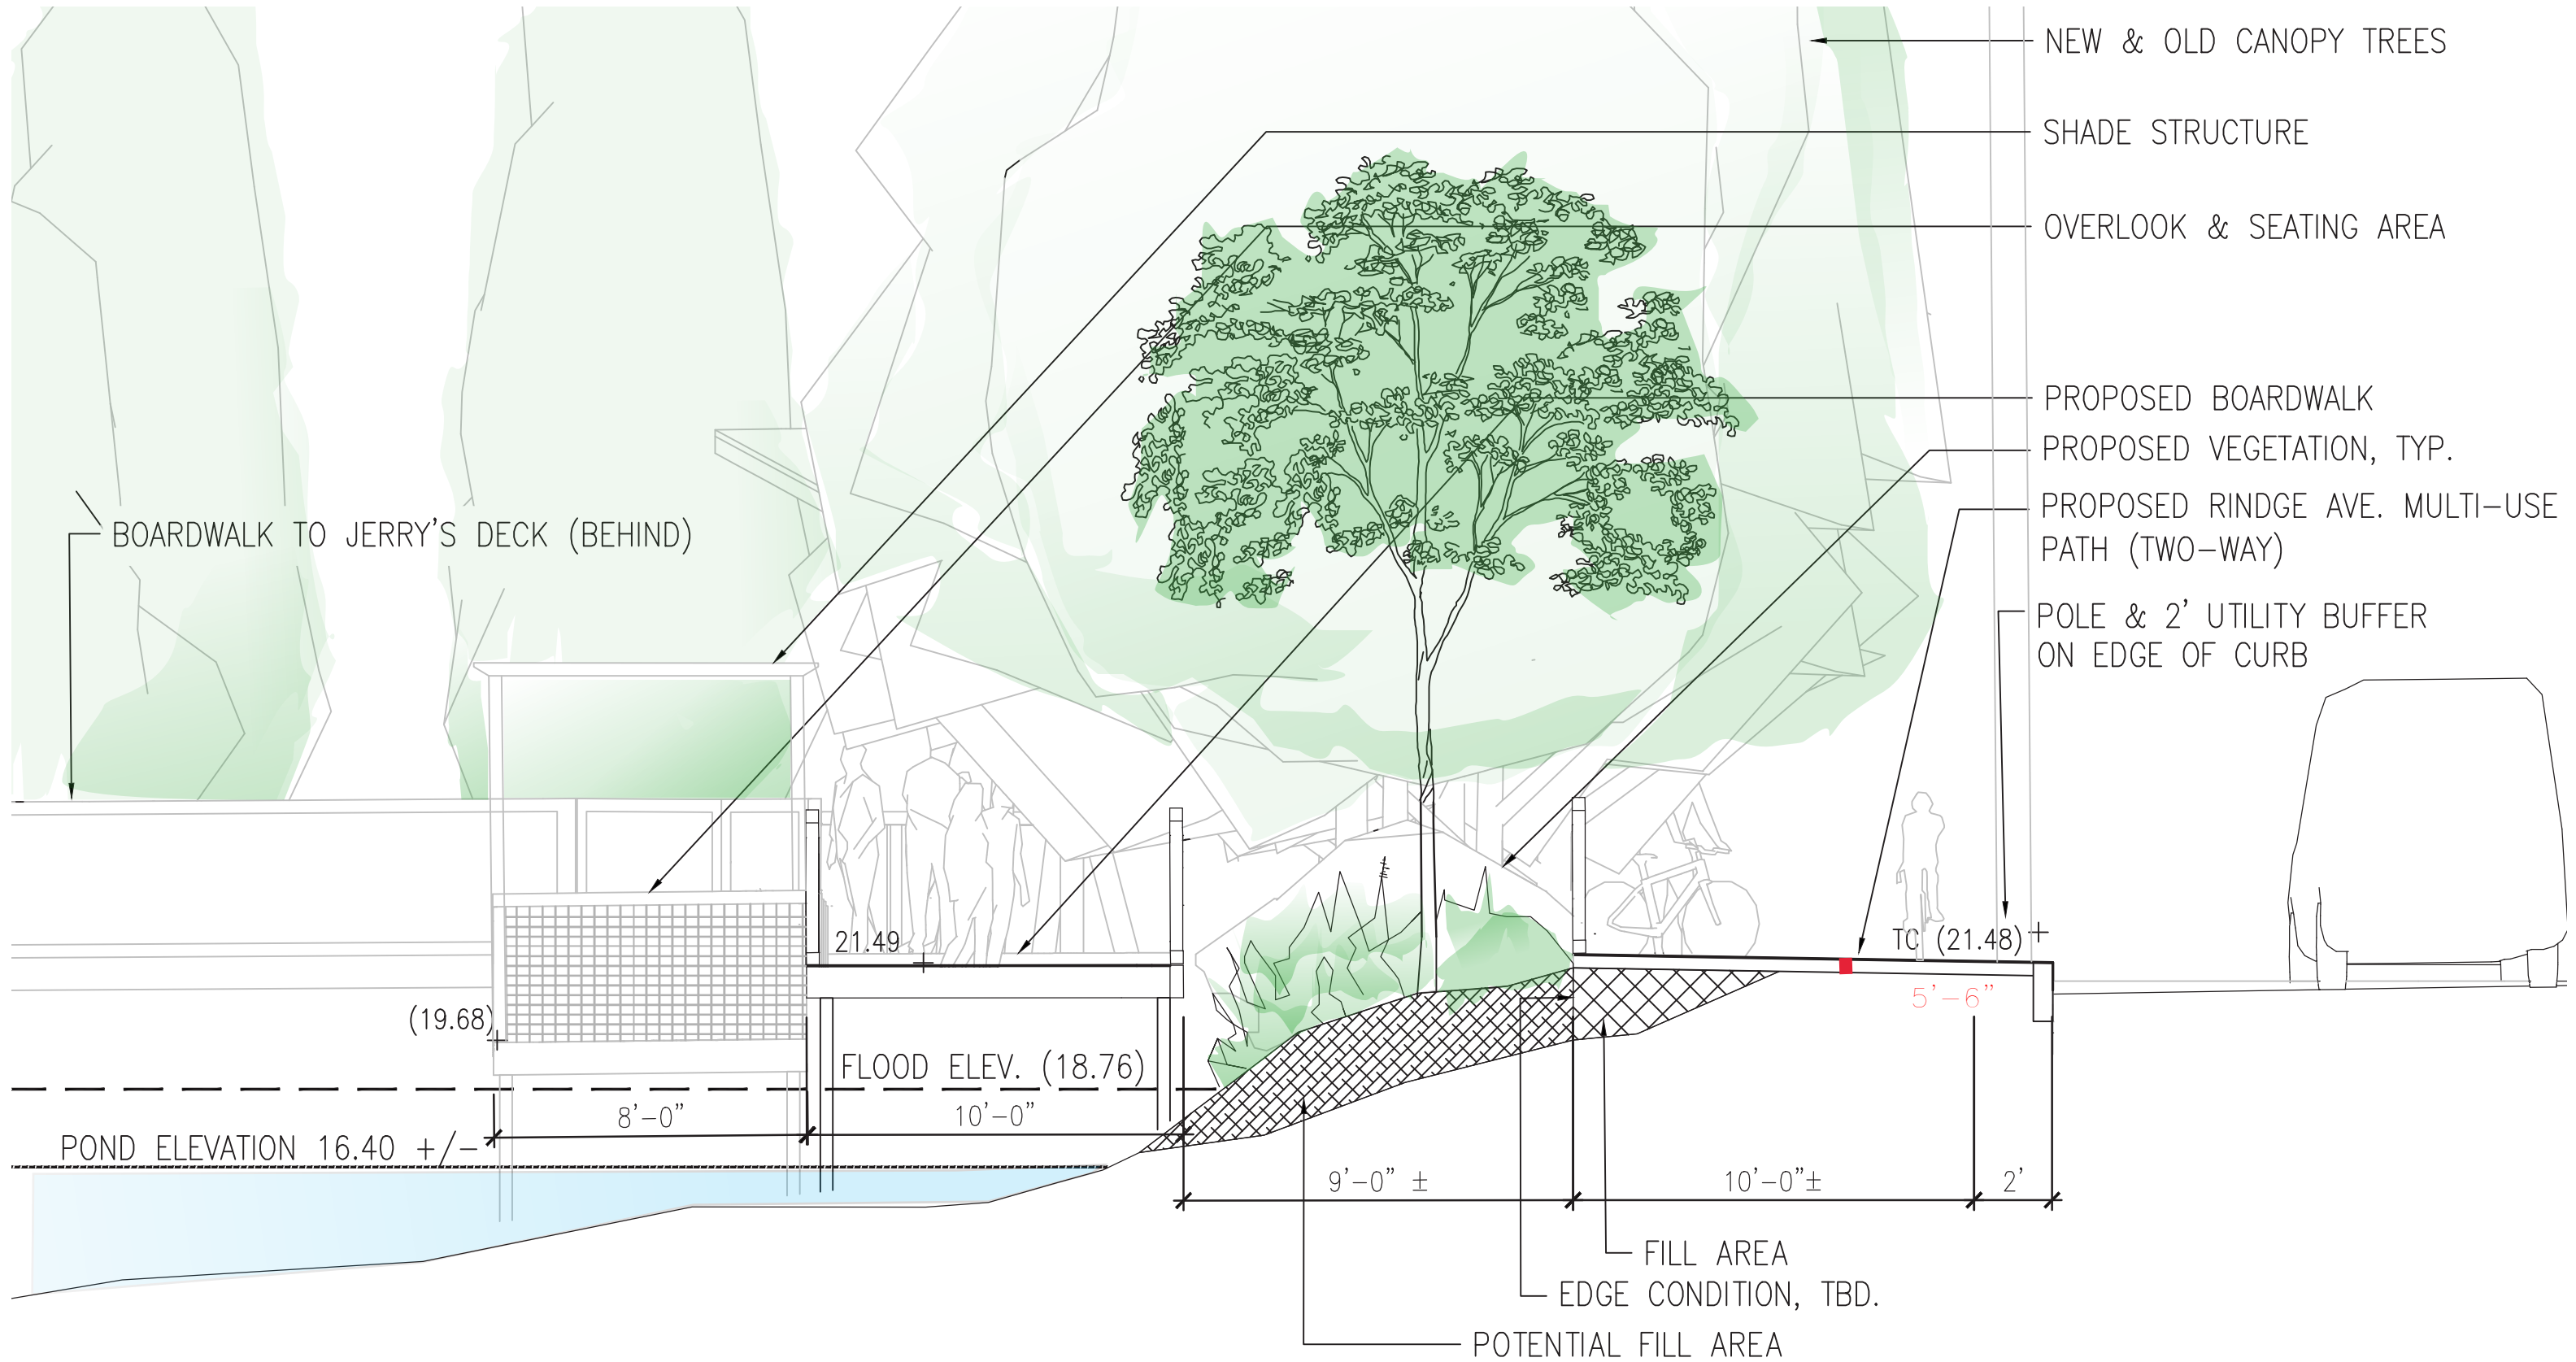 NEW & OLD CANOPY TREES
SHADE STRUCTURE
OVERLOOK & SEATING AREA
PROPOSED BOARDWALK
PROPOSED VEGETATION, TYP.
PROPOSED RINDGE AVE. MULTI-USE
PATH (TWO-WAY)
BOARDWALK TO JERRY'S DECK (BEHIND)
POLE & 2' UTILITY BUFFER
ON EDGE OF CURB
21.49
TC (21.48)
5'-6"
(19.68)
FLOOD ELEV. (18.76)
8'-0"
10'-0"
POND ELEVATION 16.40 +/-
9'-0" ±
10'-0"±
2'
FILL AREA
EDGE CONDITION, TBD.
POTENTIAL FILL AREA